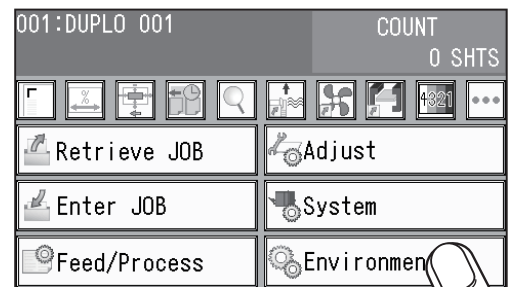 001:DUPLO 001
COUNT
0 SHTS
%
4321
Retrieve JOB
Adjust
Enter JOB
System
Feed/Process
Environmen